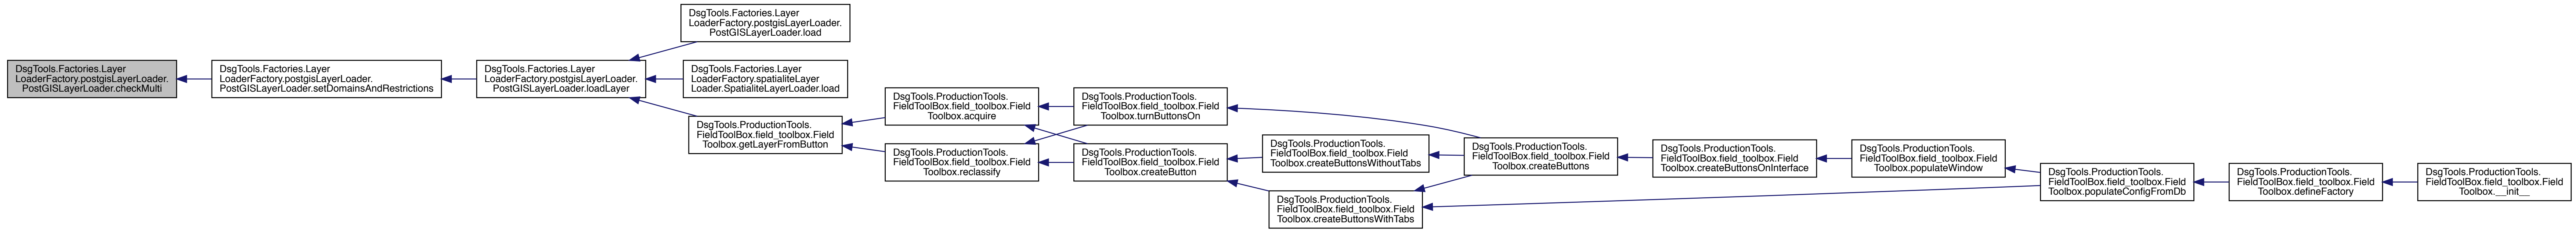 DsgTools.Factories.Layer
LoaderFactory.postgisLayerLoader.
PostGISLayerLoader.checkMulti
DsgTools.Factories.Layer
LoaderFactory.postgisLayerLoader.
PostGISLayerLoader.setDomainsAndRestrictions
DsgTools.Factories.Layer
LoaderFactory.postgisLayerLoader.
PostGISLayerLoader.loadLayer
DsgTools.Factories.Layer
LoaderFactory.postgisLayerLoader.
PostGISLayerLoader.load
DsgTools.Factories.Layer
LoaderFactory.spatialiteLayer
Loader.SpatialiteLayerLoader.load
DsgTools.ProductionTools.
FieldToolBox.field_toolbox.Field
Toolbox.getLayerFromButton
DsgTools.ProductionTools.
FieldToolBox.field_toolbox.Field
Toolbox.acquire
DsgTools.ProductionTools.
FieldToolBox.field_toolbox.Field
Toolbox.reclassify
DsgTools.ProductionTools.
FieldToolBox.field_toolbox.Field
Toolbox.turnButtonsOn
DsgTools.ProductionTools.
FieldToolBox.field_toolbox.Field
Toolbox.createButton
DsgTools.ProductionTools.
FieldToolBox.field_toolbox.Field
Toolbox.createButtonsWithoutTabs
DsgTools.ProductionTools.
FieldToolBox.field_toolbox.Field
Toolbox.createButtonsWithTabs
DsgTools.ProductionTools.
FieldToolBox.field_toolbox.Field
Toolbox.createButtons
DsgTools.ProductionTools.
FieldToolBox.field_toolbox.Field
Toolbox.createButtonsOnInterface
DsgTools.ProductionTools.
FieldToolBox.field_toolbox.Field
Toolbox.populateWindow
DsgTools.ProductionTools.
FieldToolBox.field_toolbox.Field
Toolbox.populateConfigFromDb
DsgTools.ProductionTools.
FieldToolBox.field_toolbox.Field
Toolbox.defineFactory
DsgTools.ProductionTools.
FieldToolBox.field_toolbox.Field
Toolbox.__init__